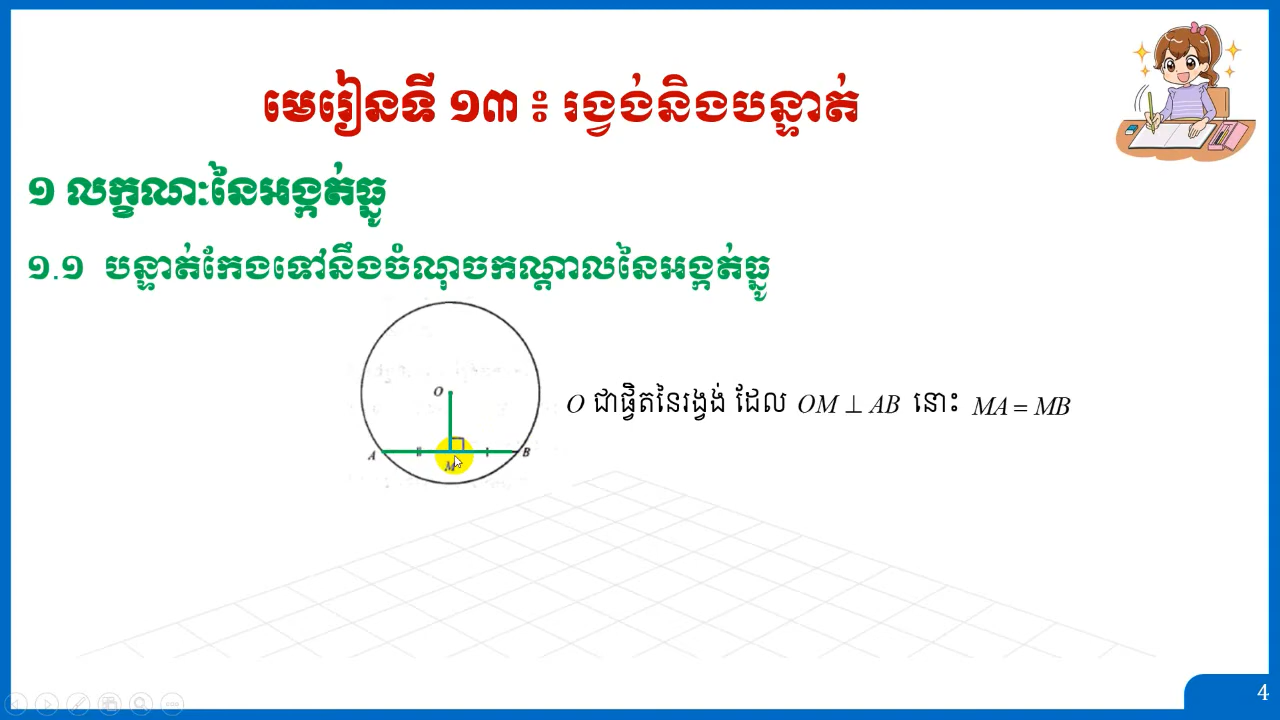 មេរៀនទី ១៣ ៖ រង្វង់និងបន្ទាត់
១ លក្ខណៈនៃអង្កត់ធ្នូ
១.១ បន្ទាត់កែងទៅនឹងចំណុចកណ្តាលនៃអង្កត់ធ្នូ
O
O ជាផ្ចិតនៃរង្វង់ ដែល OM ⊥ AB នោះ MA = MB
A B
M
4